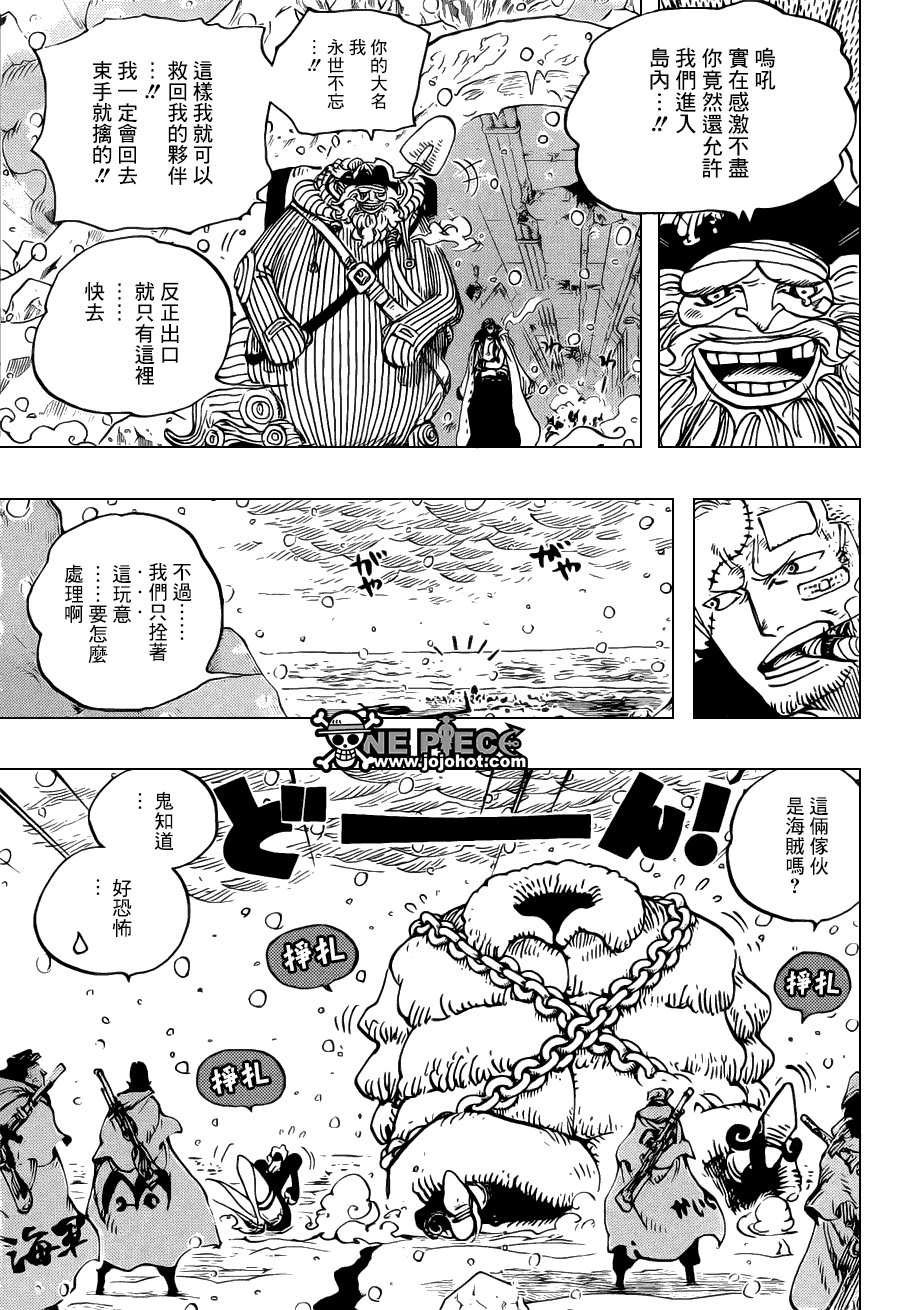 嗚吼
實在感激不盡
你竟然還允許
我們進入
島內…!!
你的大名
我
永世不忘
…!!
這樣我就可以
救回我的夥伴
…!!
我一定會回去
束手就擒的!!
反正出口
就只有這裡
……
快去
不過……
我們只拴著
這玩意
……要怎麼
處理啊
がや
がや
ONE PIECE
www.jojohot.com
這倆傢伙
是海賊嗎?
どーん!
鬼知道
…
好恐怖
…
掙扎
掙扎
掙扎
海軍